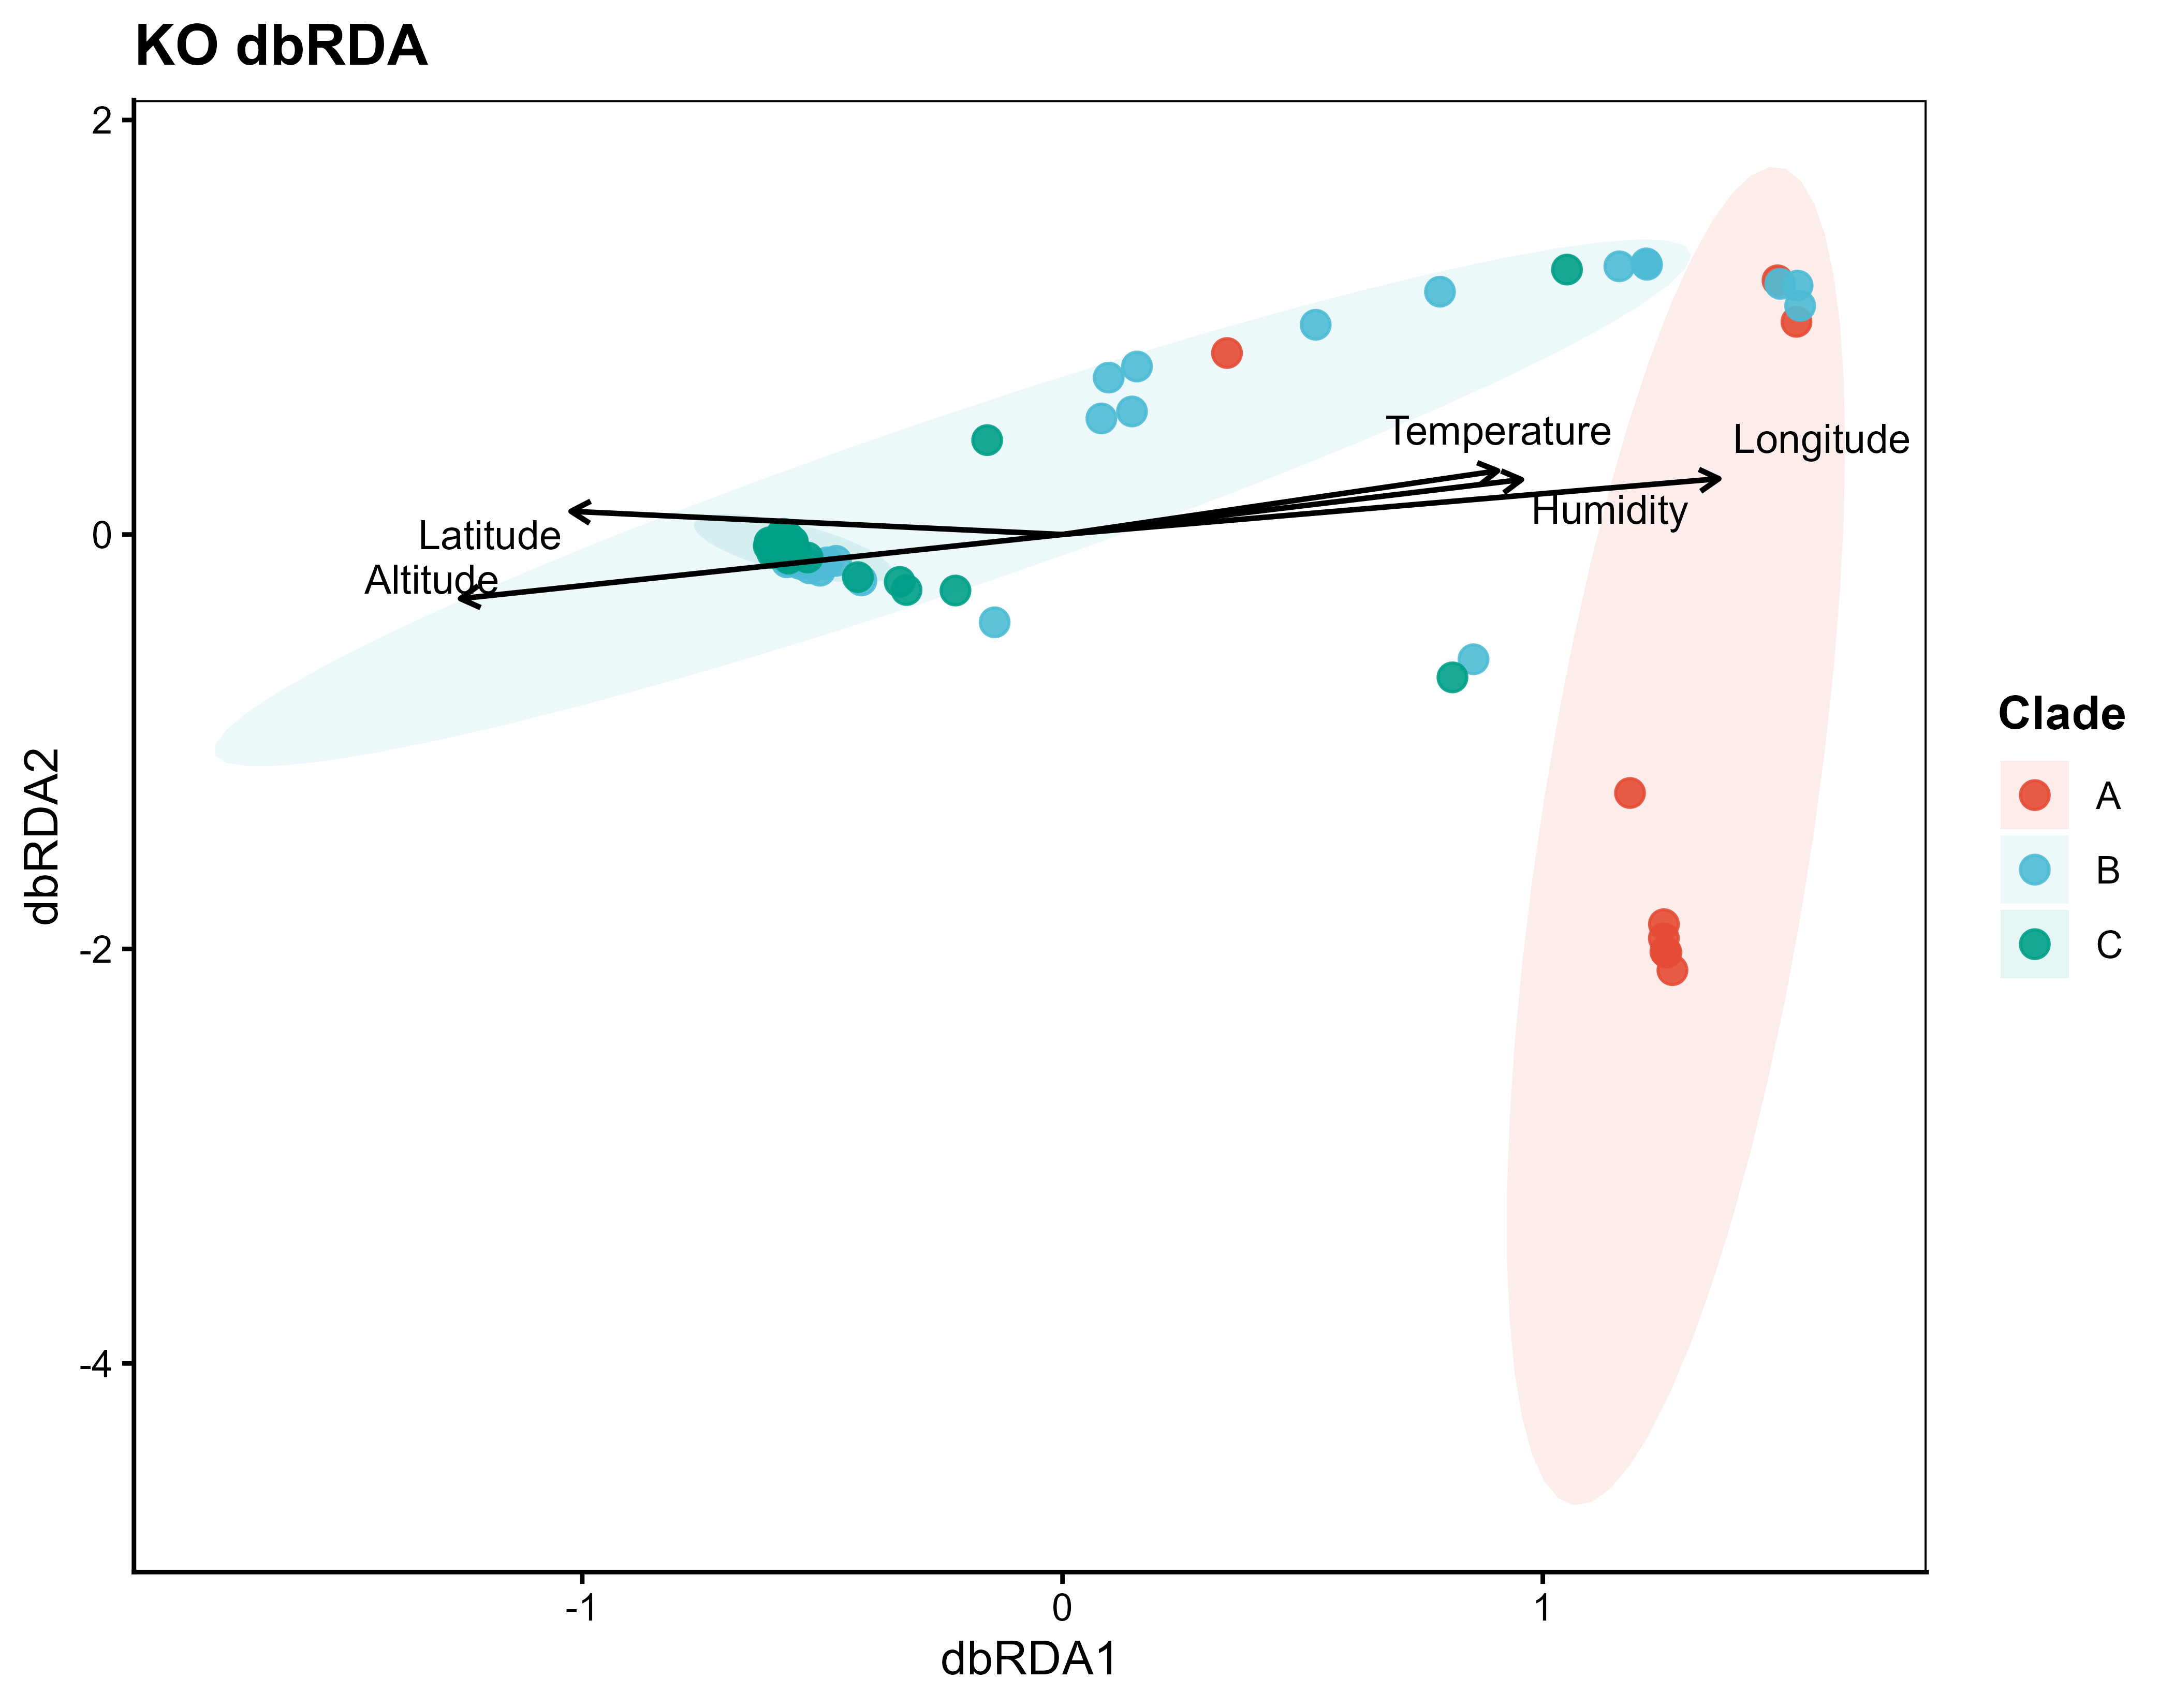 KO dbRDA
2
0
-2
-4
dbRDA2
Temperature
Longitude
Humidity
Latitude
Altitude
-1
0
1
dbRDA1
Clade
A
B
C